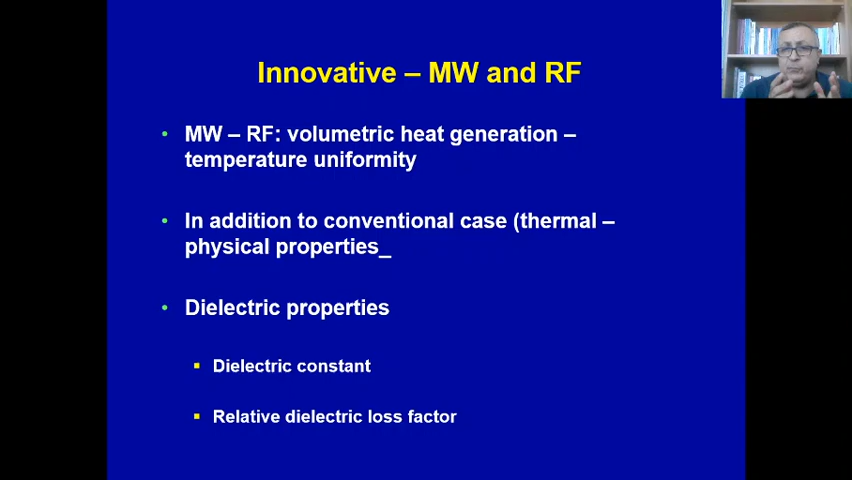 Innovative – MW and RF
• MW – RF: volumetric heat generation –
temperature uniformity
• In addition to conventional case (thermal –
physical properties_
• Dielectric properties
▪ Dielectric constant
▪ Relative dielectric loss factor